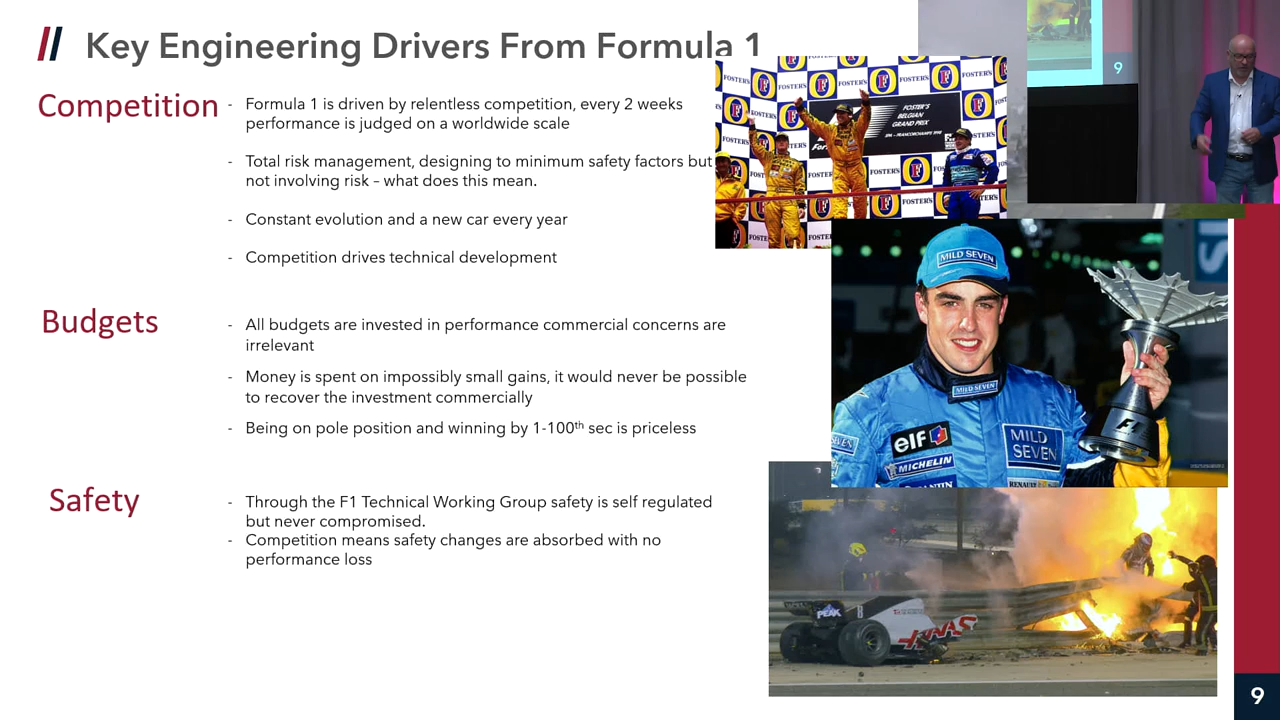 Key Engineering Drivers From Formula 1
Competition
- Formula 1 is driven by relentless competition, every 2 weeks
performance is judged on a worldwide scale
- Total risk management, designing to minimum safety factors but
not involving risk – what does this mean.
- Constant evolution and a new car every year
- Competition drives technical development
Budgets
- All budgets are invested in performance commercial concerns are
irrelevant
- Money is spent on impossibly small gains, it would never be possible
to recover the investment commercially
- Being on pole position and winning by 1-100th sec is priceless
Safety
- Through the F1 Technical Working Group safety is self regulated
but never compromised.
- Competition means safety changes are absorbed with no
performance loss
9
FOSTER'S
FOSTER'S
BELGIAN
GRAND PRIX
9
MILD SEVEN
MILD SEVEN
elf
MILD
SEVEN
MICHELIN
RENAULT
F1
PEAK
HAAS